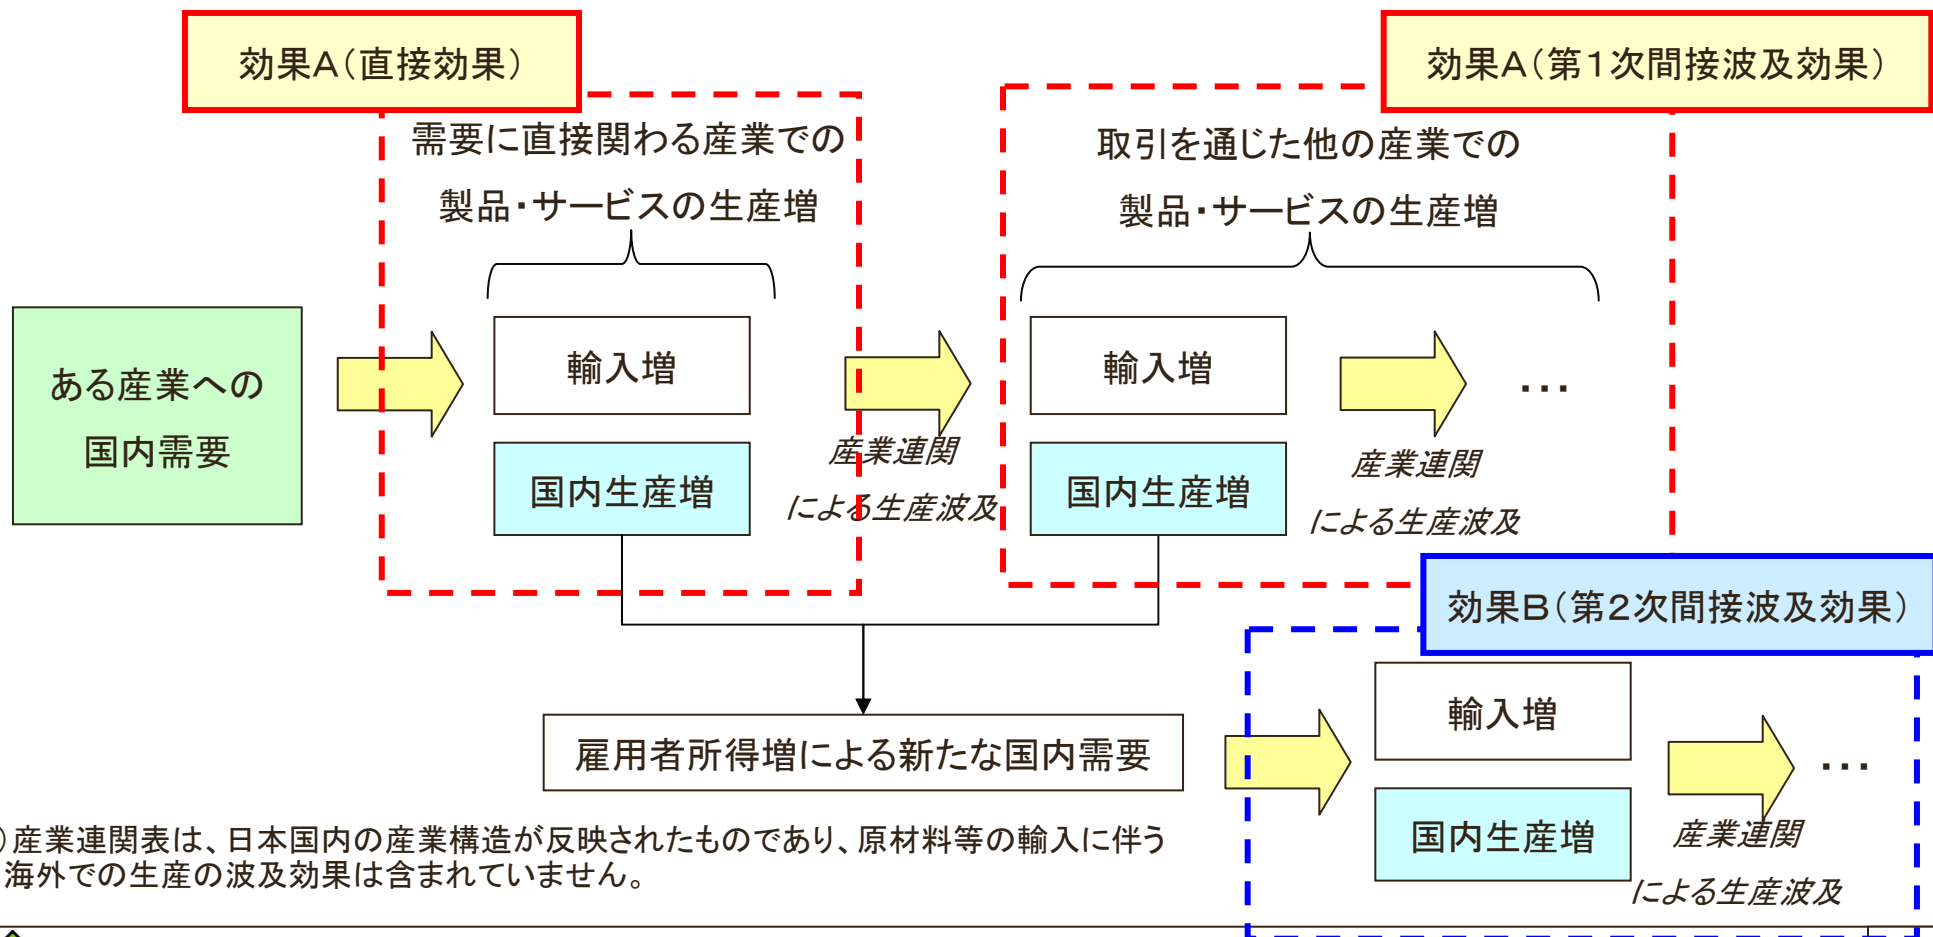 効果A(直接効果)
効果A(第1次間接波及効果)
需要に直接関わる産業での
製品・サービスの生産増
取引を通じた他の産業での
製品・サービスの生産増
ある産業への
国内需要
輸入増
国内生産増
産業連関
による生産波及
輸入増
国内生産増
産業連関
による生産波及
・・・
効果B(第2次間接波及効果)
雇用者所得増による新たな国内需要
輸入増
国内生産増
産業連関
による生産波及
・・・
)産業連関表は、日本国内の産業構造が反映されたものであり、原材料等の輸入に伴う
海外での生産の波及効果は含まれていません。